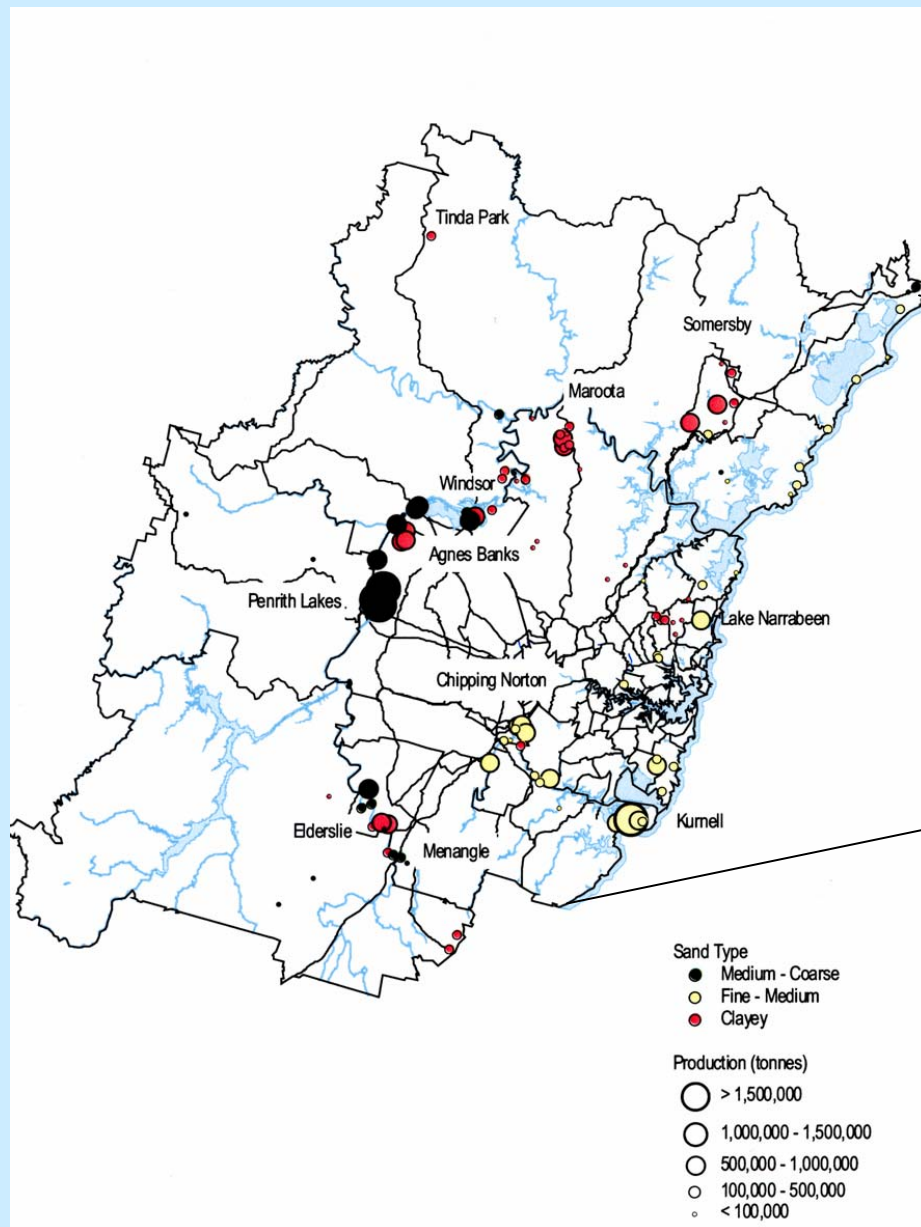 Tinda Park
Somersby
Maroota
Windsor
Agnes Banks
Penrith Lakes
Lake Narrabeen
Chipping Norton
Kurnell
Elderslie
Menangle
Sand Type
Medium - Coarse
Fine - Medium
Clayey
Production (tonnes)
> 1,500,000
1,000,000 - 1,500,000
500,000 - 1,000,000
100,000 - 500,000
< 100,000